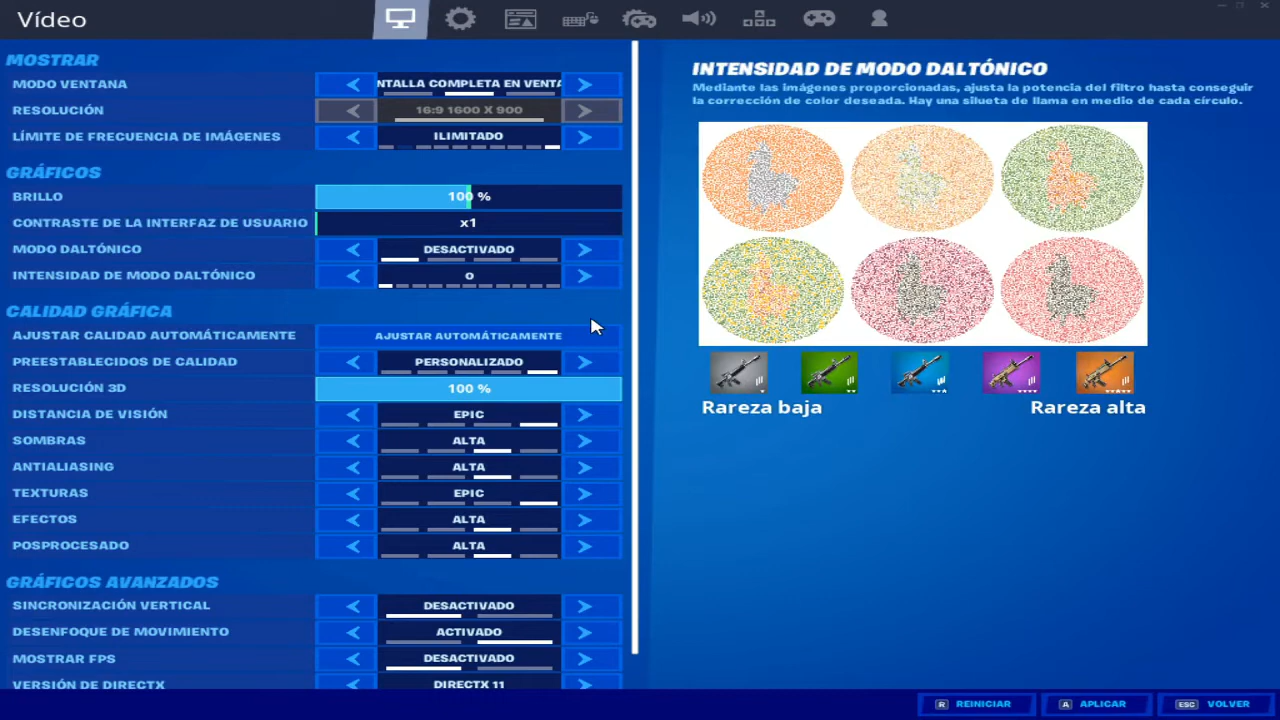 Vídeo
MOSTRAR
MODO VENTANA
NTALLA COMPLETA EN VENTA
RESOLUCIÓN
16:9 1600 X 900
LÍMITE DE FRECUENCIA DE IMÁGENES
ILIMITADO
GRÁFICOS
BRILLO
100 %
CONTRASTE DE LA INTERFAZ DE USUARIO
x1
MODO DALTÓNICO
DESACTIVADO
INTENSIDAD DE MODO DALTÓNICO
0
CALIDAD GRÁFICA
AJUSTAR CALIDAD AUTOMÁTICAMENTE
AJUSTAR AUTOMÁTICAMENTE
PREESTABLECIDOS DE CALIDAD
PERSONALIZADO
RESOLUCIÓN 3D
100 %
DISTANCIA DE VISIÓN
EPIC
SOMBRAS
ALTA
ANTIALIASING
ALTA
TEXTURAS
EPIC
EFECTOS
ALTA
POSPROCESADO
ALTA
GRÁFICOS AVANZADOS
SINCRONIZACIÓN VERTICAL
DESACTIVADO
DESENFOQUE DE MOVIMIENTO
ACTIVADO
MOSTRAR FPS
DESACTIVADO
VERSIÓN DE DIRECTX
DIRECTX 11
INTENSIDAD DE MODO DALTÓNICO
Mediante las imágenes proporcionadas, ajusta la potencia del filtro hasta conseguir
la corrección de color deseada. Hay una silueta de llama en medio de cada círculo.
Rareza baja
Rareza alta
R REINICIAR
A APLICAR
ESC VOLVER